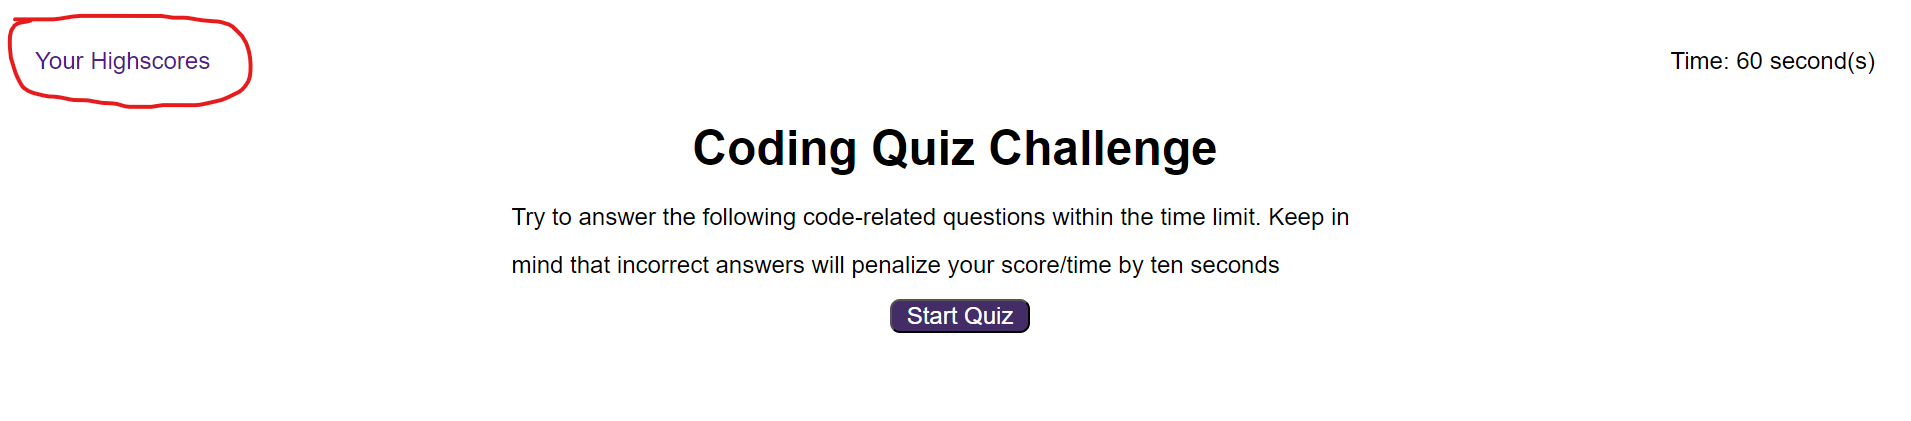 Your Highscores
Time: 60 second(s)
Coding Quiz Challenge
Try to answer the following code-related questions within the time limit. Keep in
mind that incorrect answers will penalize your score/time by ten seconds
Start Quiz